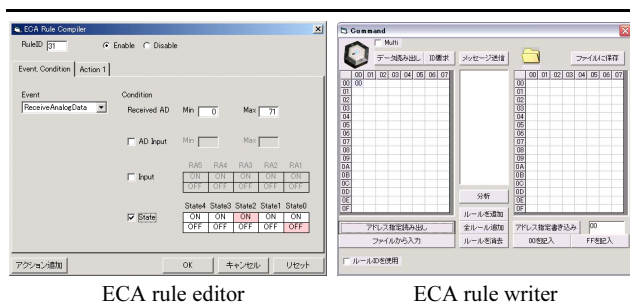 ECA Rule Compiler
RuleID 31 Enable Disable
Event, Condition Action 1
Event Condition
ReceiveAnalogData Received AD Min 0 Max 71
AD Input Min Max
RA5 RA4 RA3 RA2 RA1
Input ON ON ON ON ON
OFF OFF OFF OFF OFF
State4 State3 State2 State1 State0
State ON ON ON ON ON
OFF OFF OFF OFF OFF
アクション追加 OK キャンセル リセット
ECA rule editor
Command
Multi
データ読み出し ID要求 メッセージ送信 ファイルに保存
00 01 02 03 04 05 06 07
00 00
01
02
03
04
05
06
07
08
09
0A
0B
0C
0D
0E
0F
00 01 02 03 04 05 06 07
00
01
02
03
04
05
06
07
08
09
0A
0B
0C
0D
0E
0F
分析
ルールを追加
アドレス指定読み出し 全ルール追加 アドレス指定書き込み 00
ファイルから入力 ルールを消去 00を記入 FFを記入
ルールIDを使用
ECA rule writer